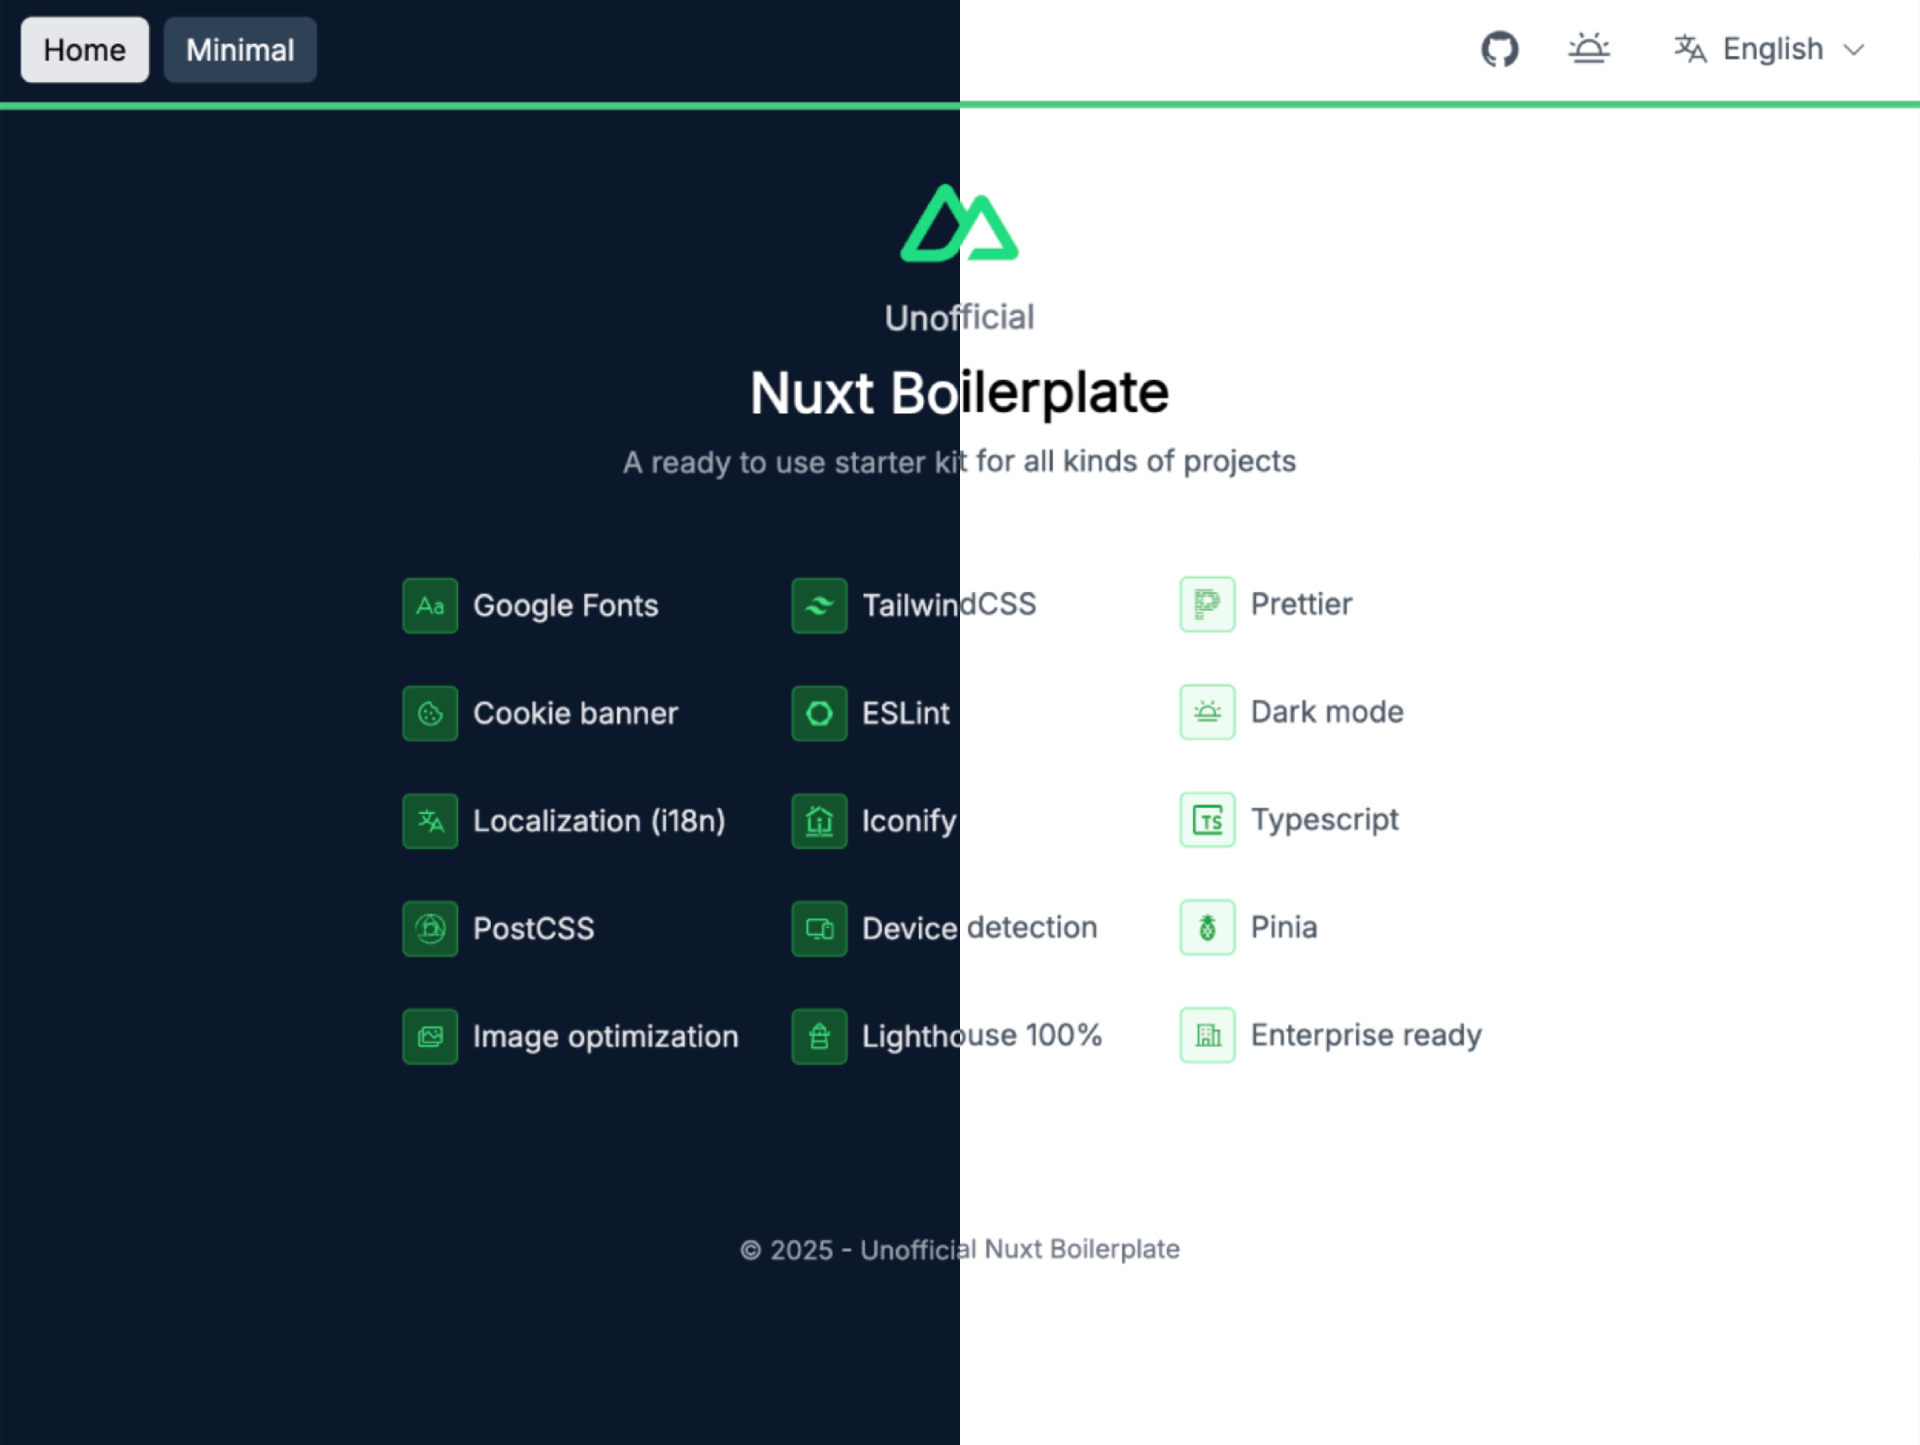 Home Minimal English
Unofficial
Nuxt Boilerplate
A ready to use starter kit for all kinds of projects
Aa Google Fonts TailwindCSS Prettier
Cookie banner ESLint Dark mode
Localization (i18n) Iconify TS Typescript
PostCSS Device detection Pinia
Image optimization Lighthouse 100% Enterprise ready
© 2025 - Unofficial Nuxt Boilerplate